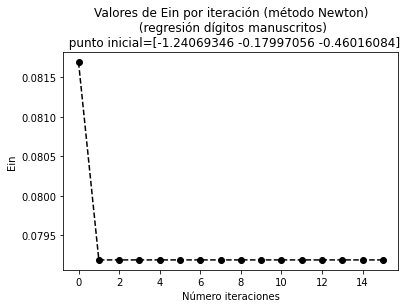 Valores de Ein por iteración (método Newton)
(regresión dígitos manuscritos)
punto inicial=[-1.24069346 -0.17997056 -0.46016084]
0.0815
0.0810
0.0805
0.0800
0.0795
Ein
0 2 4 6 8 10 12 14
Número iteraciones